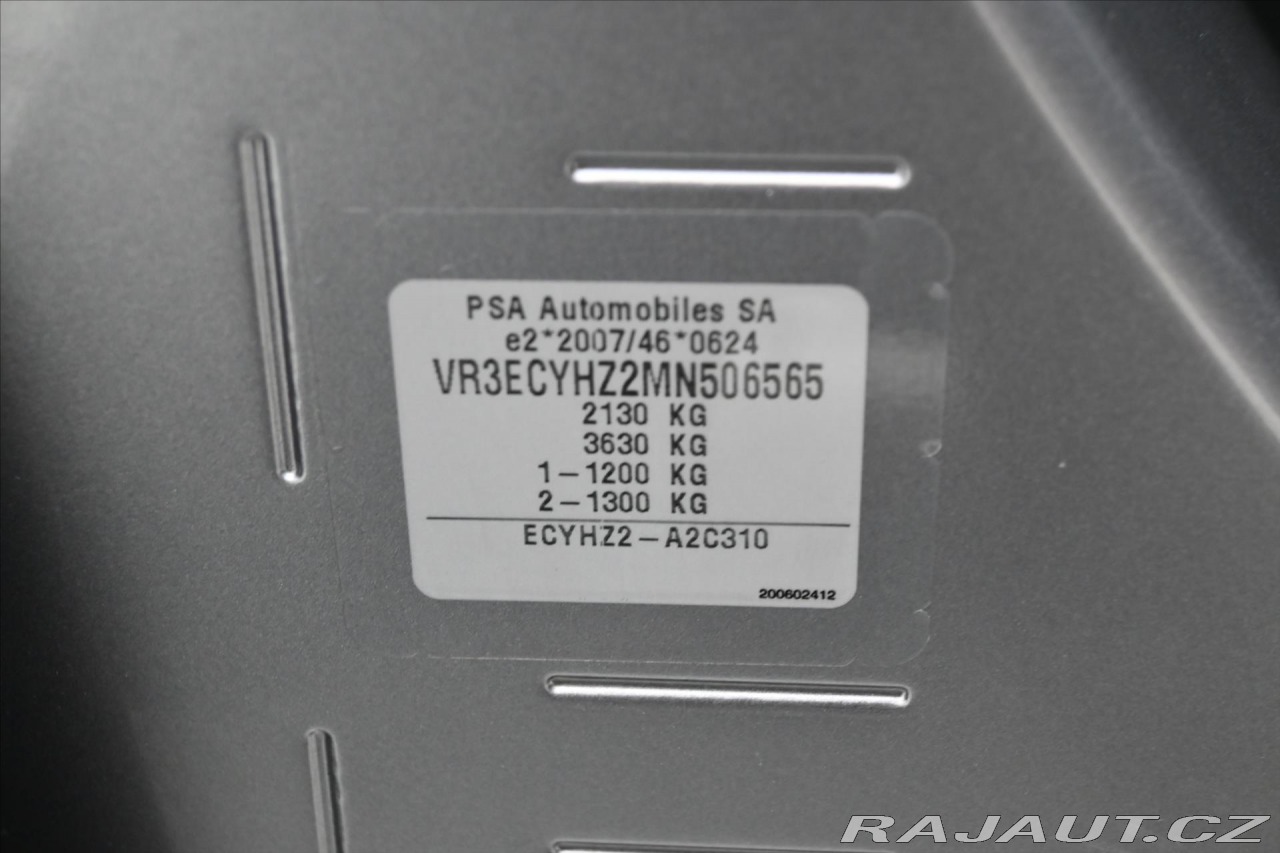 PSA Automobiles SA
e2*2007/46*0624
VR3ECYHZ2MN506565
2130 KG
3630 KG
1-1200 KG
2-1300 KG
ECYHZ2-A2C310
200602412
RAJAUT.CZ